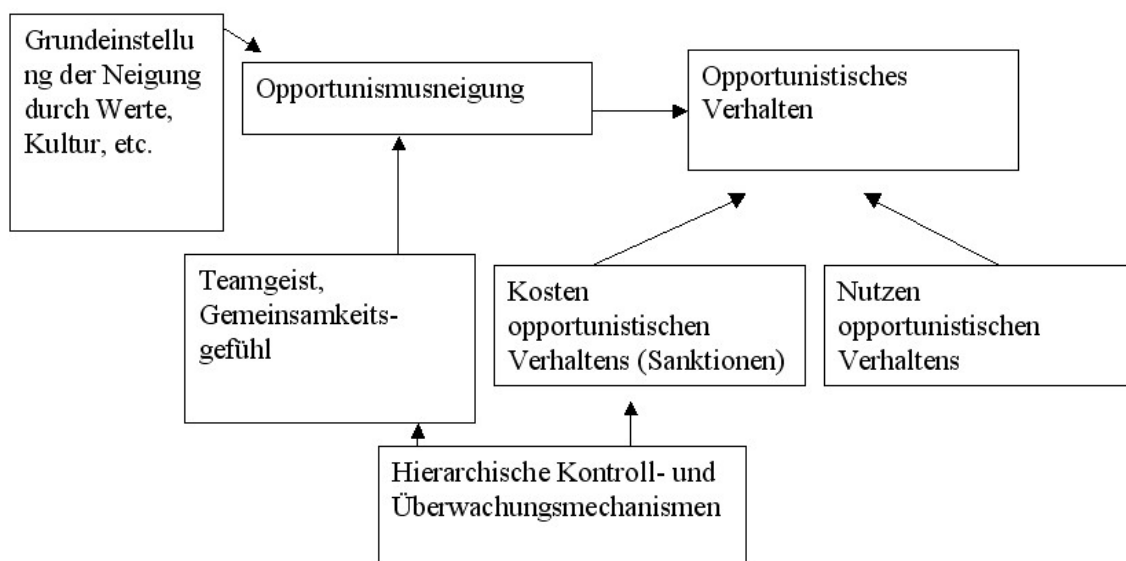 Grundeinstellu
ng der Neigung
durch Werte,
Kultur, etc.
Opportunismusneigung
Opportunistisches
Verhalten
Teamgeist,
Gemeinsamkeits-
gefühl
Kosten
opportunistischen
Verhaltens (Sanktionen)
Nutzen
opportunistischen
Verhaltens
Hierarchische Kontroll- und
Überwachungsmechanismen